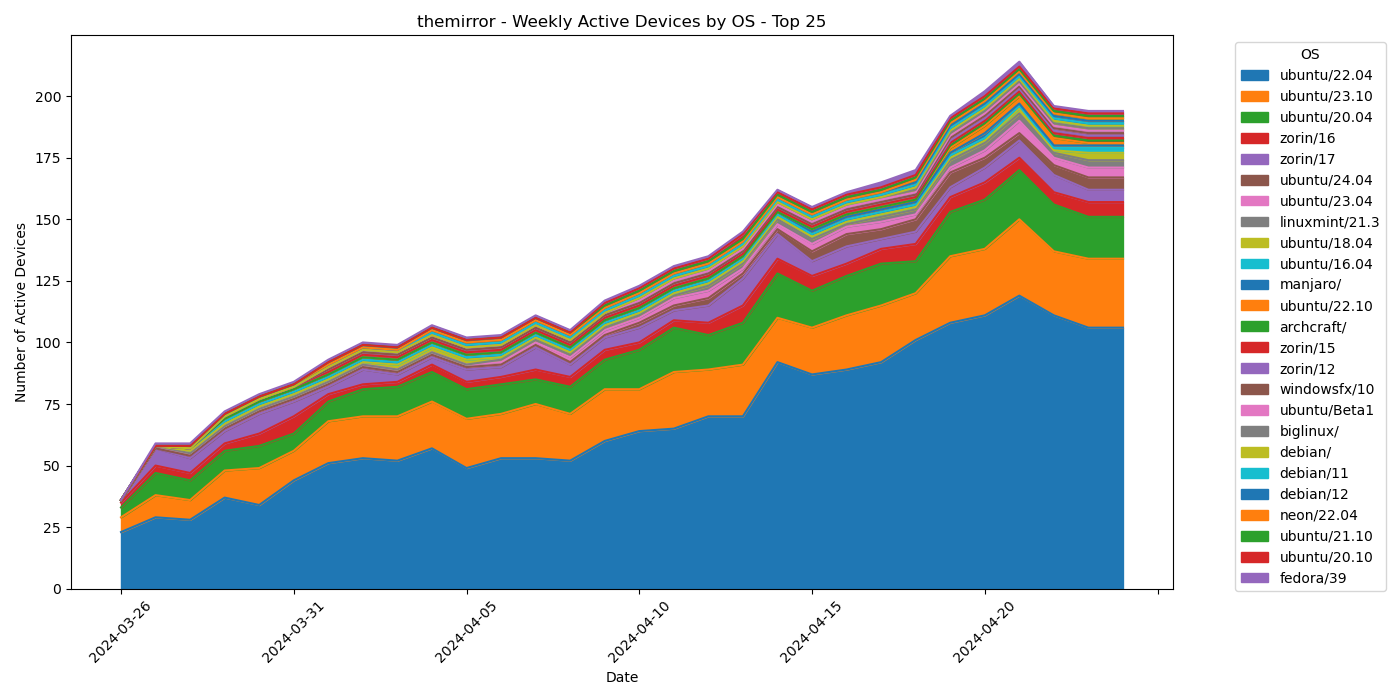 themirror - Weekly Active Devices by OS - Top 25
Number of Active Devices
200
175
150
125
100
75
50
25
0
2024-03-26
2024-03-31
2024-04-05
2024-04-10
2024-04-15
2024-04-20
Date
OS
ubuntu/22.04
ubuntu/23.10
ubuntu/20.04
zorin/16
zorin/17
ubuntu/24.04
ubuntu/23.04
linuxmint/21.3
ubuntu/18.04
ubuntu/16.04
manjaro/
ubuntu/22.10
archcraft/
zorin/15
zorin/12
windowsfx/10
ubuntu/Beta1
biglinux/
debian/
debian/11
debian/12
neon/22.04
ubuntu/21.10
ubuntu/20.10
fedora/39